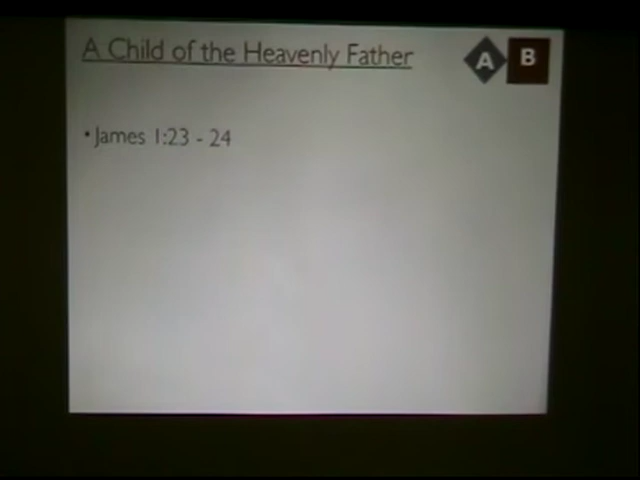 A Child of the Heavenly Father
A B
• James 1:23 - 24